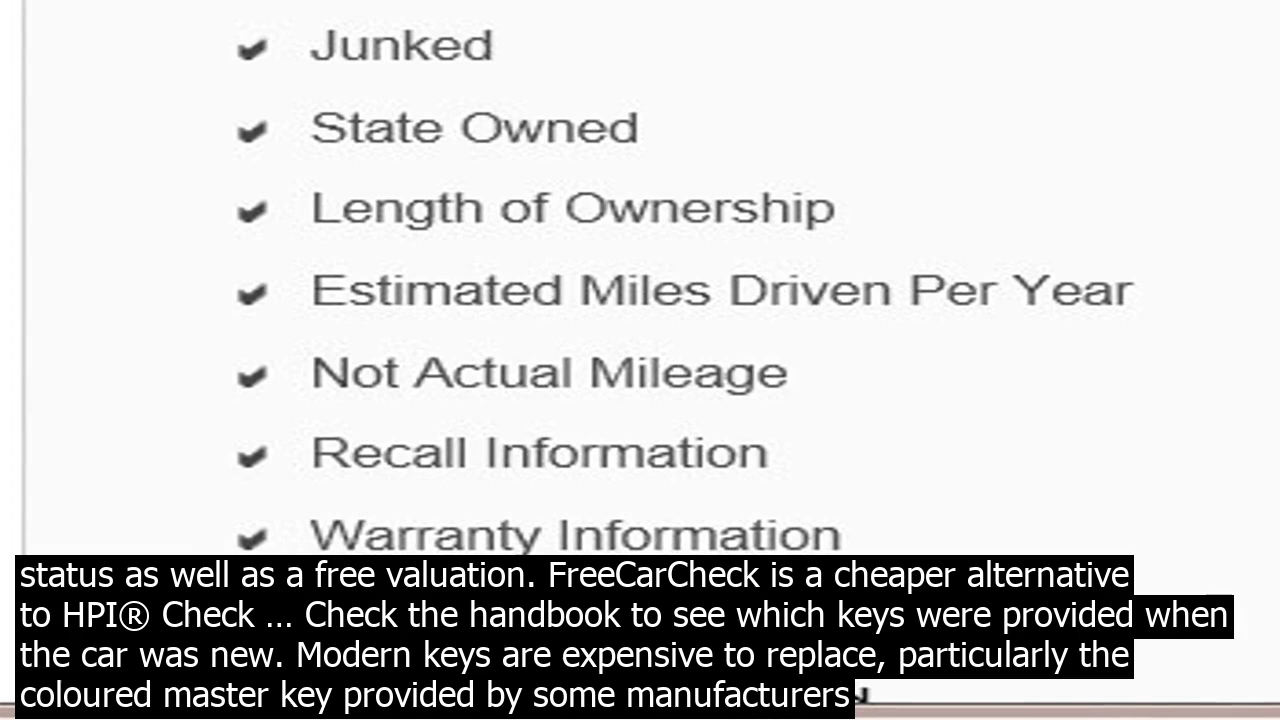 Junked
State Owned
Length of Ownership
Estimated Miles Driven Per Year
Not Actual Mileage
Recall Information
Warranty Information
status as well as a free valuation. FreeCarCheck is a cheaper alternative
to HPI® Check ... Check the handbook to see which keys were provided when
the car was new. Modern keys are expensive to replace, particularly the
coloured master key provided by some manufacturers